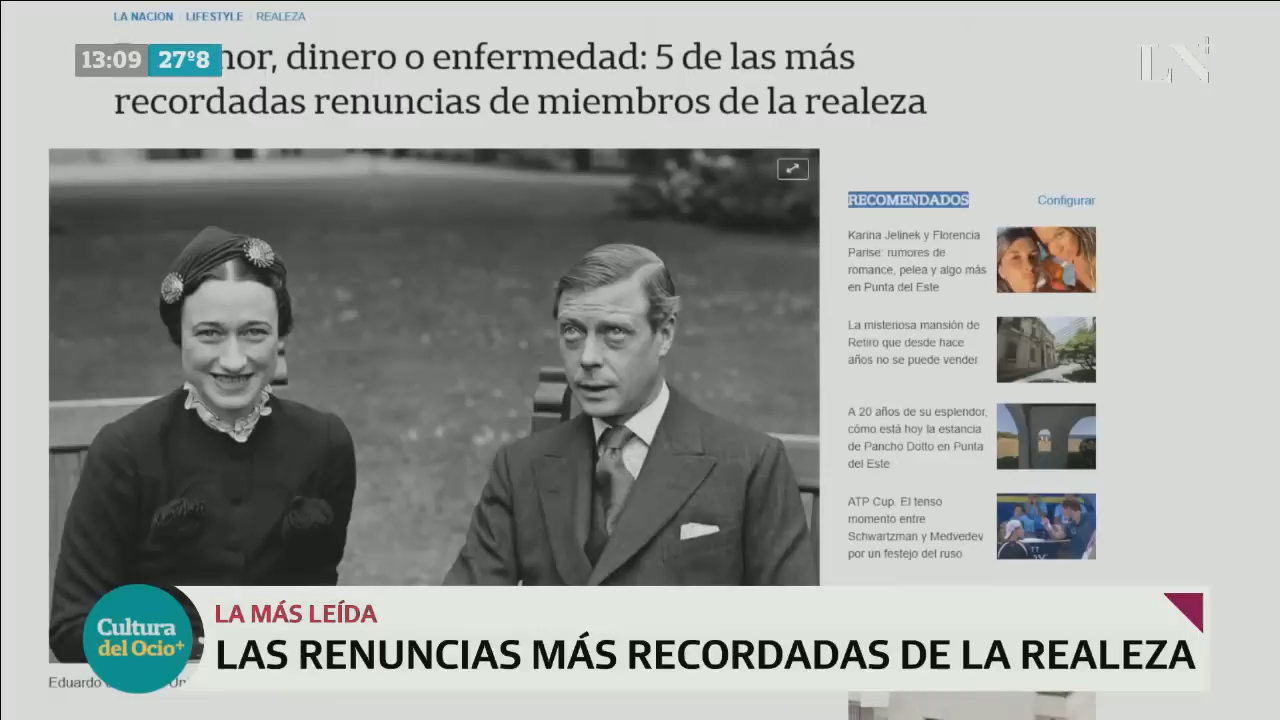 LA NACION LIFESTYLE REALEZA
13:09 27º8
LN+
dinero o enfermedad: 5 de las más
recordadas renuncias de miembros de la realeza
RECOMENDADOS
Configurar
Karina Jelinek y Florencia
Parise: rumores de
romance, pelea y algo más
en Punta del Este
La misteriosa mansión de
Retiro que desde hace
años no se puede vender
A 20 años de su esplendor,
cómo está hoy la estancia
de Pancho Dotto en Punta
del Este
ATP Cup. El tenso
momento entre
Schwartzman y Medvedev
por un festejo del ruso
LA MÁS LEÍDA
Cultura
del Ocio+
LAS RENUNCIAS MÁS RECORDADAS DE LA REALEZA
Eduardo